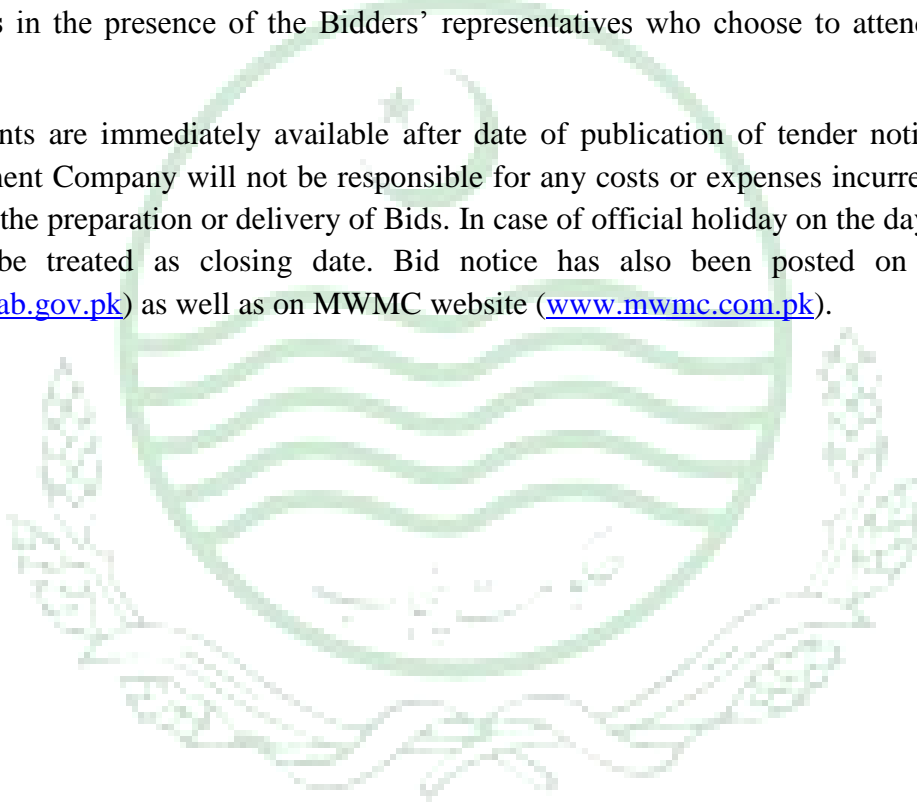 s in the presence of the Bidders’ representatives who choose to attend
nts are immediately available after date of publication of tender noti
nent Company will not be responsible for any costs or expenses incurre
the preparation or delivery of Bids. In case of official holiday on the day
be treated as closing date. Bid notice has also been posted on
ab.gov.pk) as well as on MWMC website (www.mwmc.com.pk).